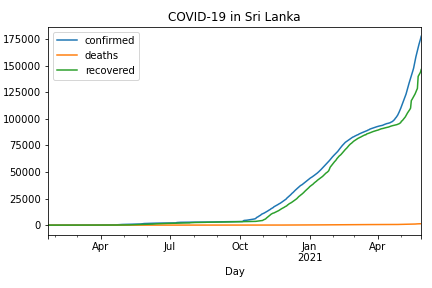 COVID-19 in Sri Lanka
confirmed
deaths
recovered
175000
150000
125000
100000
75000
50000
25000
0
Apr Jul Oct Jan Apr
2021
Day